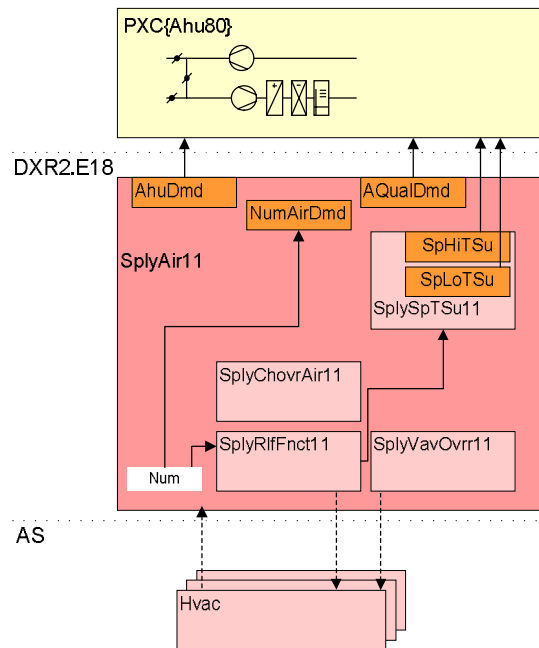 PXC{Ahu80}
+
-
DXR2.E18
AhuDmd
AQualDmd
NumAirDmd
SplyAir11
SpHiTSu
SpLoTSu
SplySpTSu11
SplyChovrAir11
SplyRlfFnct11
SplyVavOvrr11
Num
AS
Hvac